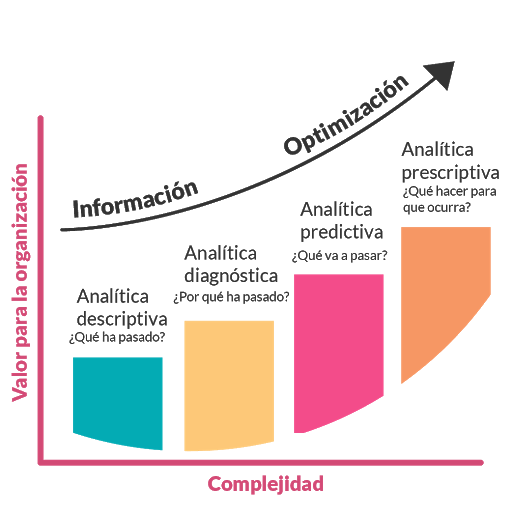 Optimización
Información
Valor para la organización
Analítica
prescriptiva
¿Qué hacer para
que ocurra?
Analítica
predictiva
¿Qué va a pasar?
Analítica
diagnóstica
¿Por qué ha pasado?
Analítica
descriptiva
¿Qué ha pasado?
Complejidad